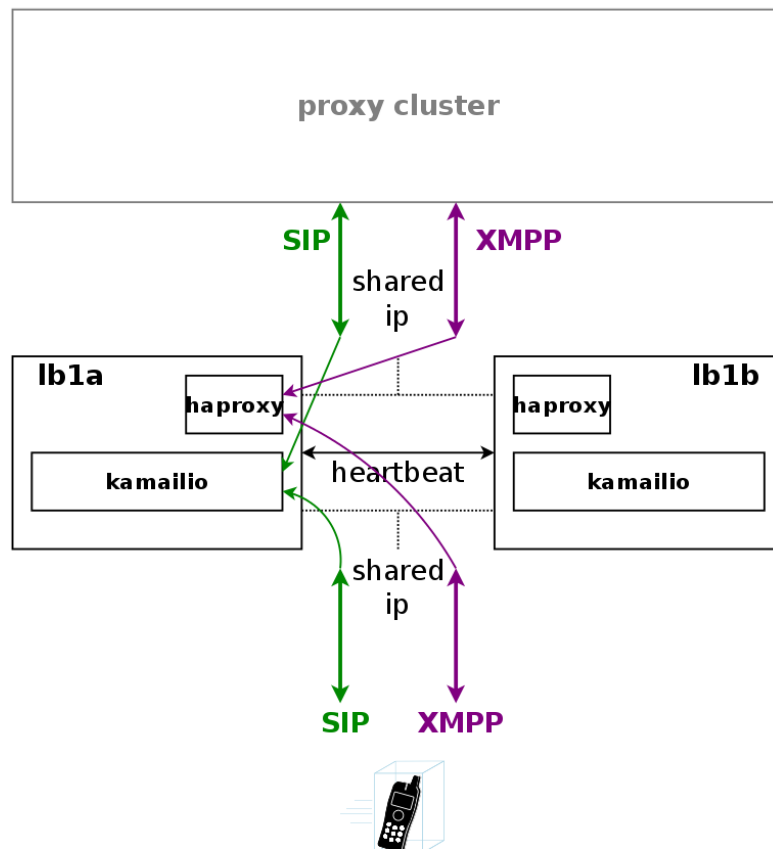 proxy cluster
SIP
XMPP
shared
ip
lb1a
lb1b
haproxy
haproxy
heartbeat
kamailio
kamailio
shared
ip
SIP
XMPP